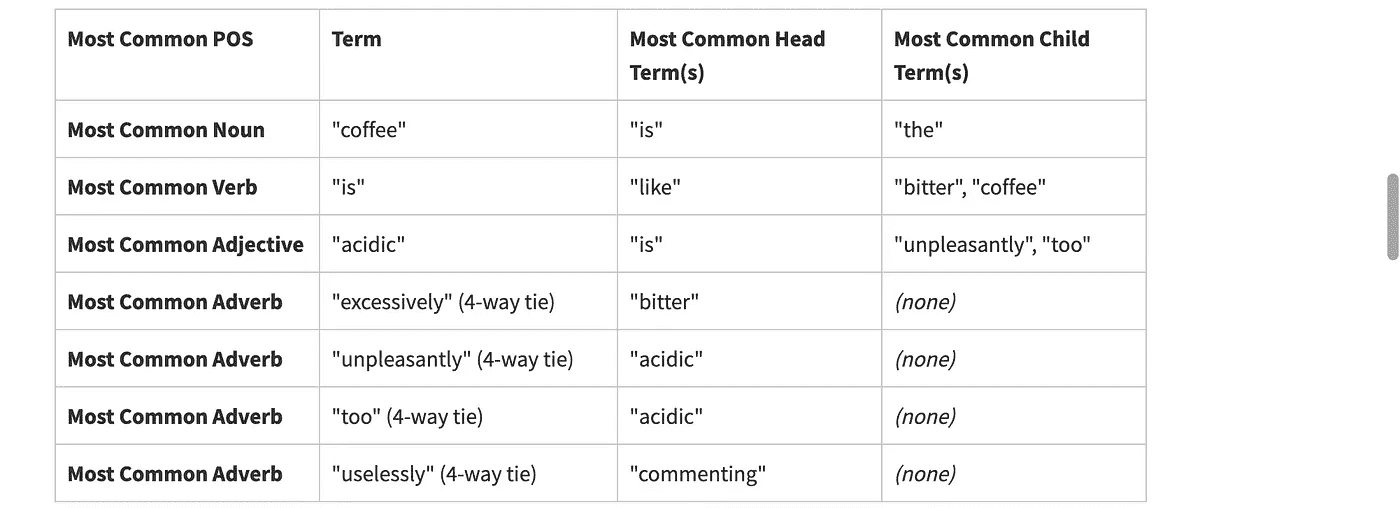 Most Common POS Term Most Common Head Term(s) Most Common Child Term(s)
Most Common Noun "coffee" "is" "the"
Most Common Verb "is" "like" "bitter", "coffee"
Most Common Adjective "acidic" "is" "unpleasantly", "too"
Most Common Adverb "excessively" (4-way tie) "bitter" (none)
Most Common Adverb "unpleasantly" (4-way tie) "acidic" (none)
Most Common Adverb "too" (4-way tie) "acidic" (none)
Most Common Adverb "uselessly" (4-way tie) "commenting" (none)